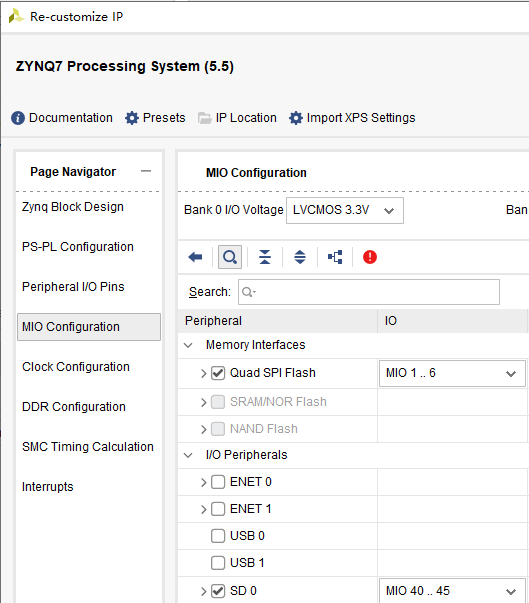 Re-customize IP
ZYNQ7 Processing System (5.5)
Documentation Presets IP Location Import XPS Settings
Page Navigator
Zynq Block Design
PS-PL Configuration
Peripheral I/O Pins
MIO Configuration
Clock Configuration
DDR Configuration
SMC Timing Calculation
Interrupts
MIO Configuration
Bank 0 I/O Voltage LVCMOS 3.3V Ban
Search:
Peripheral IO
Memory Interfaces
Quad SPI Flash MIO 1 .. 6
SRAM/NOR Flash
NAND Flash
I/O Peripherals
ENET 0
ENET 1
USB 0
USB 1
SD 0 MIO 40 .. 45